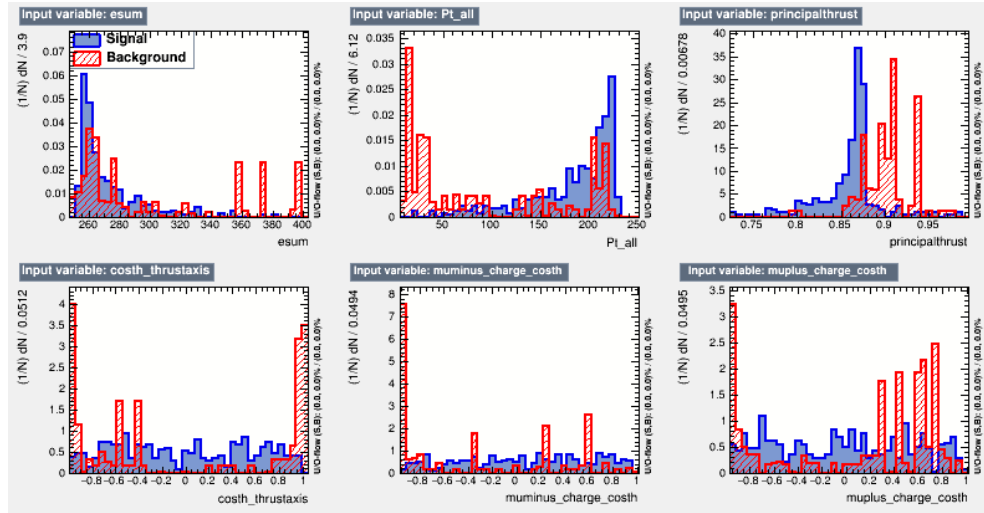 Input variable: esum
Input variable: Pt_all
Input variable: principalthrust
Signal
Background
(1/N) dN / 3.9
0.07
0.06
0.05
0.04
0.03
0.02
0.01
0
260 280 300 320 340 360 380 400
esum
U/O-flow (S,B): (0.0, 0.0)% / (0.0, 0.0)%
(1/N) dN / 6.12
0.035
0.03
0.025
0.02
0.015
0.01
0.005
0
50 100 150 200 250
Pt_all
U/O-flow (S,B): (0.0, 0.0)% / (0.0, 0.0)%
(1/N) dN / 0.00678
40
35
30
25
20
15
10
5
0
0.75 0.8 0.85 0.9 0.95
principalthrust
U/O-flow (S,B): (0.0, 0.0)% / (0.0, 0.0)%
Input variable: costh_thrustaxis
Input variable: muminus_charge_costh
Input variable: muplus_charge_costh
(1/N) dN / 0.0512
4
3.5
3
2.5
2
1.5
1
0.5
0
-0.8 -0.6 -0.4 -0.2 0 0.2 0.4 0.6 0.8 1
costh_thrustaxis
U/O-flow (S,B): (0.0, 0.0)% / (0.0, 0.0)%
(1/N) dN / 0.0494
8
7
6
5
4
3
2
1
0
-0.8 -0.6 -0.4 -0.2 0 0.2 0.4 0.6 0.8 1
muminus_charge_costh
U/O-flow (S,B): (0.0, 0.0)% / (0.0, 0.0)%
(1/N) dN / 0.0495
3.5
3
2.5
2
1.5
1
0.5
0
-0.8 -0.6 -0.4 -0.2 0 0.2 0.4 0.6 0.8 1
muplus_charge_costh
U/O-flow (S,B): (0.0, 0.0)% / (0.0, 0.0)%